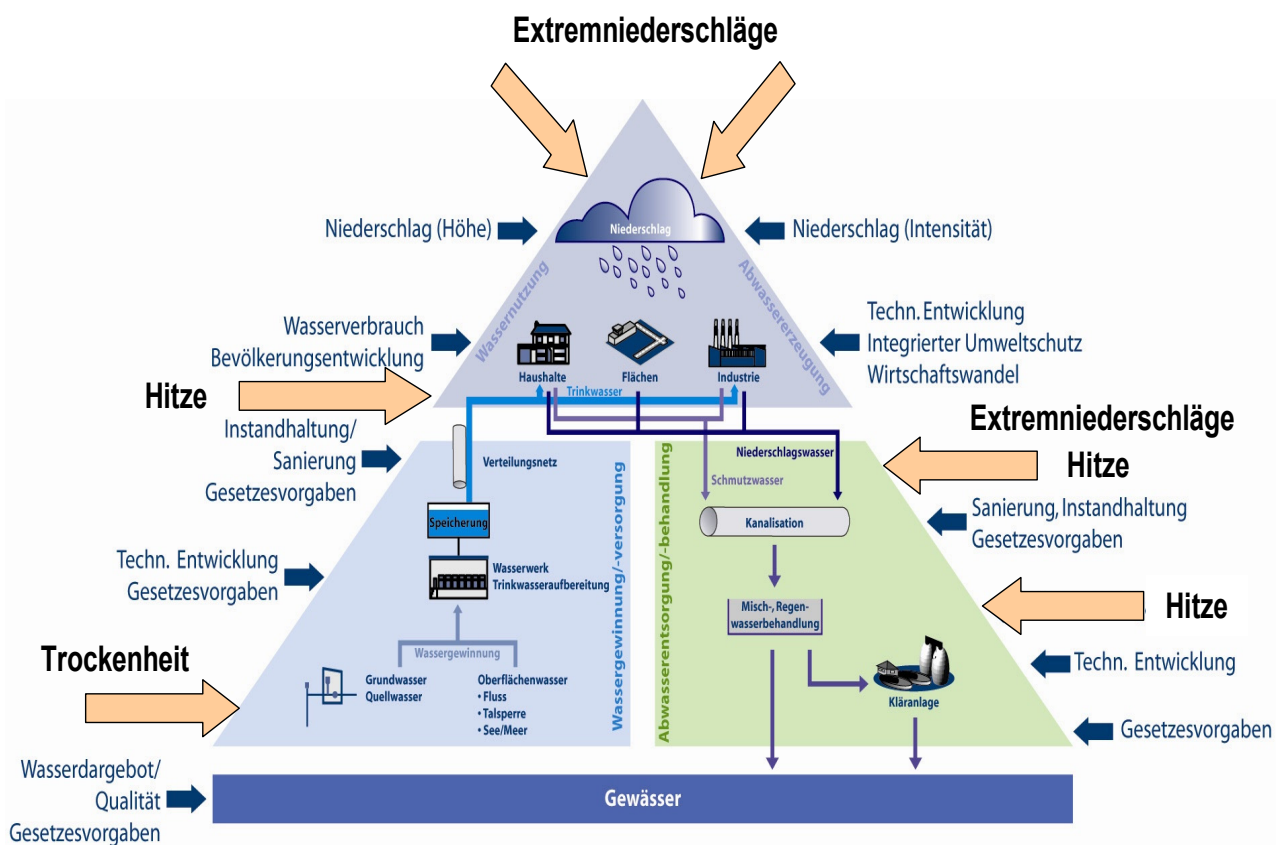 Extremniederschläge
Niederschlag (Höhe)
Niederschlag
Niederschlag (Intensität)
Wassernutzung
Abwassererzeugung
Wasserverbrauch
Bevölkerungsentwicklung
Techn. Entwicklung
Integrierter Umweltschutz
Wirtschaftswandel
Haushalte
Flächen
Industrie
Trinkwasser
Hitze
Instandhaltung/
Sanierung
Gesetzesvorgaben
Extremniederschläge
Hitze
Verteilungsnetz
Niederschlagswasser
Schmutzwasser
Speicherung
Kanalisation
Sanierung, Instandhaltung
Gesetzesvorgaben
Techn. Entwicklung
Gesetzesvorgaben
Wasserwerk
Trinkwasseraufbereitung
Wassergewinnung/-versorgung
Abwasserentsorgung/-behandlung
Misch-, Regen-
wasserbehandlung
Hitze
Wassergewinnung
Trockenheit
Grundwasser
Quellwasser
Oberflächenwasser
• Fluss
• Talsperre
• See/Meer
Kläranlage
Techn. Entwicklung
Gesetzesvorgaben
Wasserdargebot/
Qualität
Gesetzesvorgaben
Gewässer